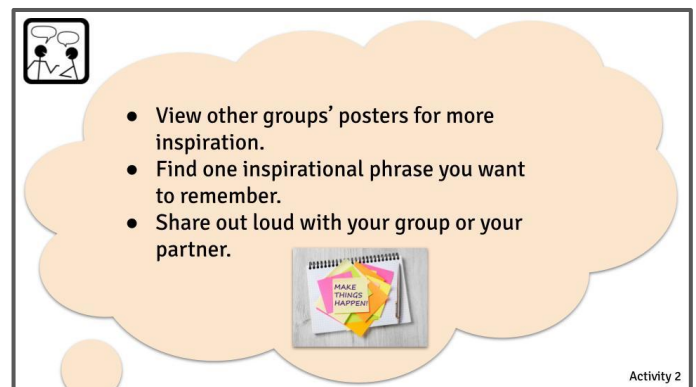 ● View other groups’ posters for more
inspiration.
● Find one inspirational phrase you want
to remember.
● Share out loud with your group or your
partner.
MAKE
THINGS
HAPPEN!
Activity 2